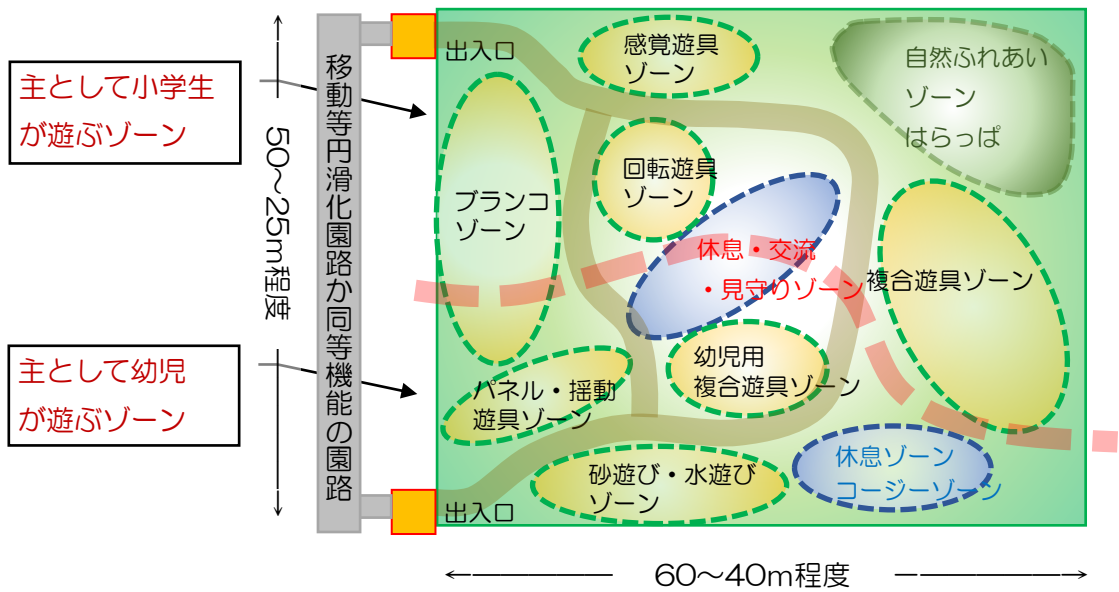 主として小学生
が遊ぶゾーン
主として幼児
が遊ぶゾーン
50～25m程度
移動等円滑化園路か同等機能の園路
出入口
感覚遊具
ゾーン
自然ふれあい
ゾーン
はらっぱ
回転遊具
ゾーン
ブランコ
ゾーン
休息・交流
・見守りゾーン
複合遊具ゾーン
幼児用
複合遊具ゾーン
パネル・揺動
遊具ゾーン
砂遊び・水遊び
ゾーン
休息ゾーン
コージーゾーン
出入口
60～40m程度